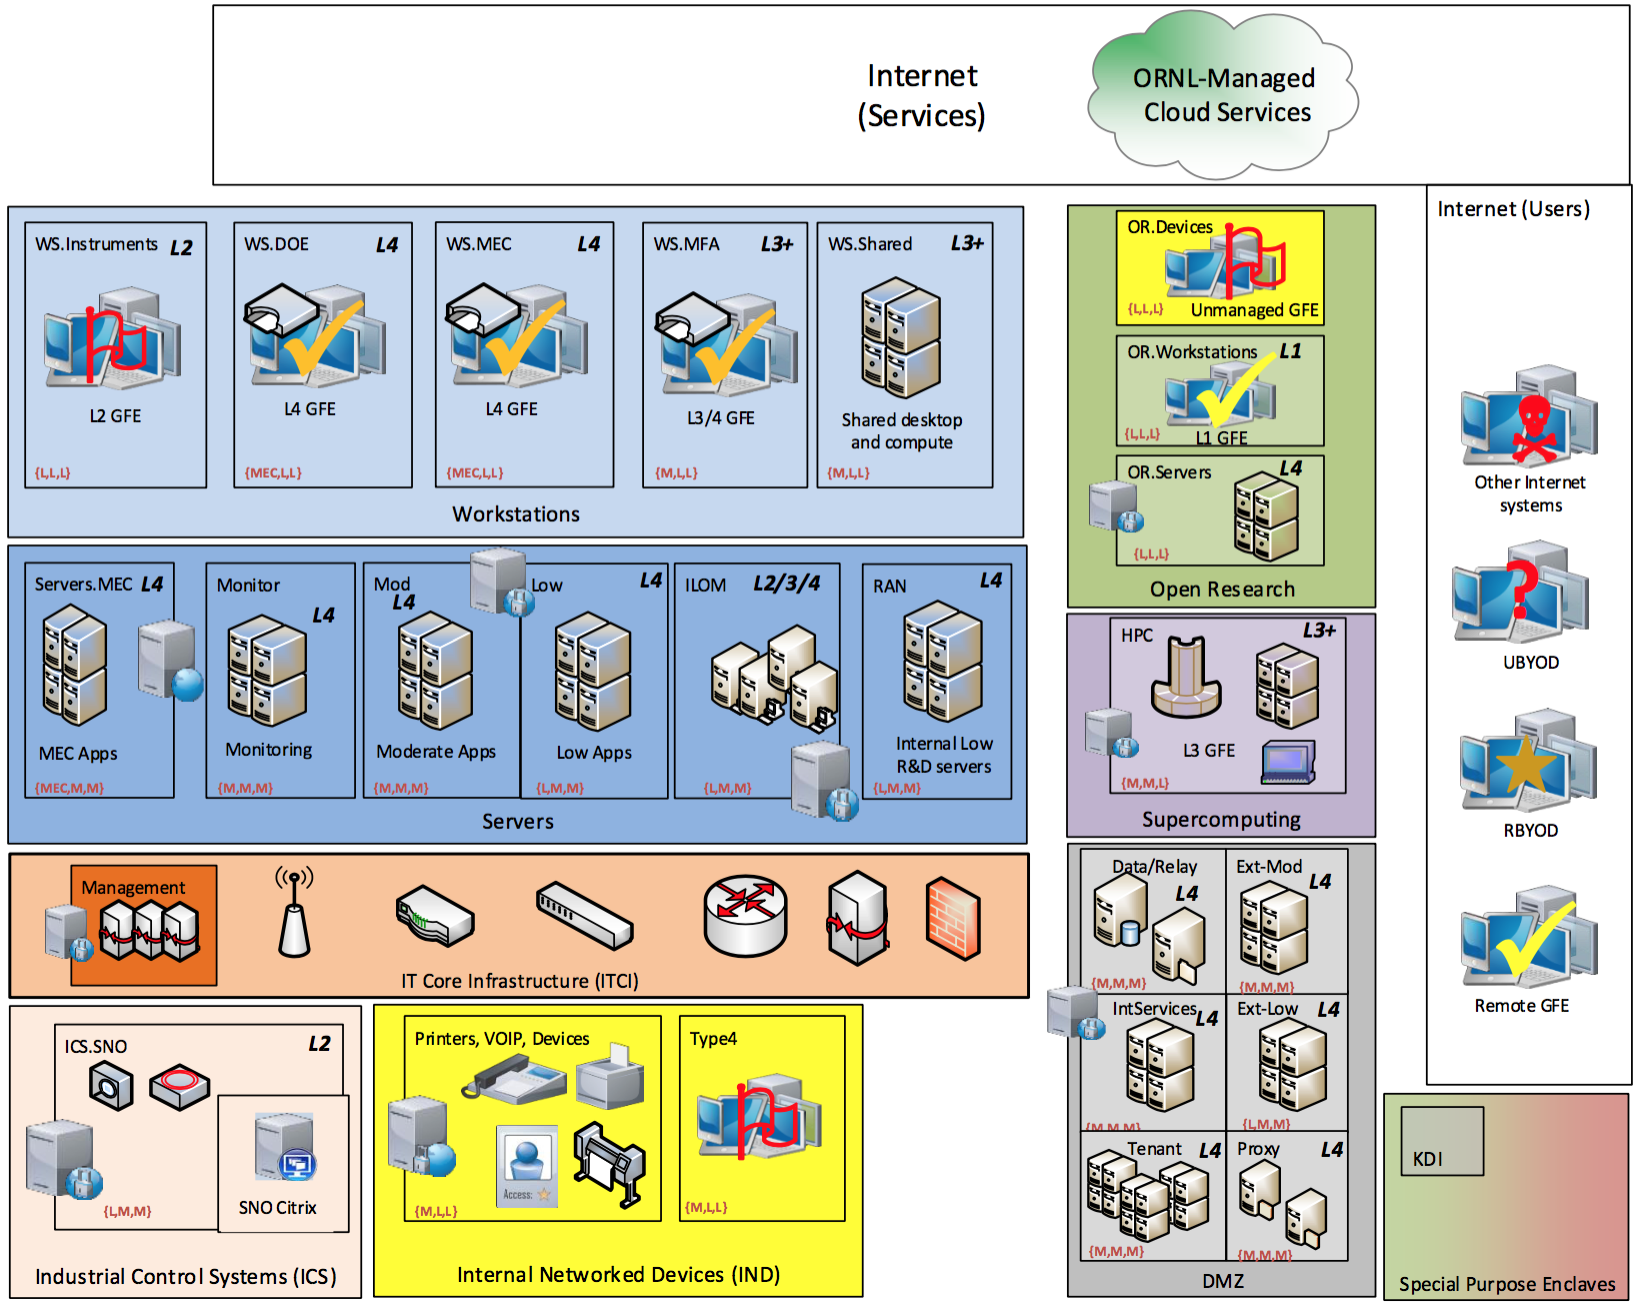 Internet
(Services)
ORNL-Managed
Cloud Services
WS.Instruments L2
L2 GFE
{L,L,L}
WS.DOE L4
L4 GFE
{MEC,L,L}
WS.MEC L4
L4 GFE
{MEC,L,L}
WS.MFA L3+
L3/4 GFE
{M,L,L}
WS.Shared L3+
Shared desktop
and compute
{M,L,L}
Workstations
Servers.MEC L4
MEC Apps
{MEC,M,M}
Monitor
L4
Monitoring
{M,M,M}
Mod
L4
Moderate Apps
{M,M,M}
Low L4
Low Apps
{L,M,M}
ILOM L2/3/4
{L,M,M}
RAN L4
Internal Low
R&D servers
{L,M,M}
Servers
Management
IT Core Infrastructure (ITCI)
ICS.SNO L2
{L,M,M}
SNO Citrix
Industrial Control Systems (ICS)
Printers, VOIP, Devices
Access:
{M,L,L}
Type4
{M,L,L}
Internal Networked Devices (IND)
OR.Devices
{L,L,L}
Unmanaged GFE
OR.Workstations L1
{L,L,L}
L1 GFE
OR.Servers L4
{L,L,L}
Open Research
HPC L3+
L3 GFE
{M,M,L}
Supercomputing
Data/Relay
L4
{M,M,M}
Ext-Mod
L4
{M,M,M}
IntServices
L4
{M,M,M}
Ext-Low L4
{L,M,M}
Tenant L4
{M,M,M}
Proxy L4
{M,M,M}
DMZ
Internet (Users)
Other Internet
systems
UBYOD
RBYOD
Remote GFE
KDI
Special Purpose Enclaves